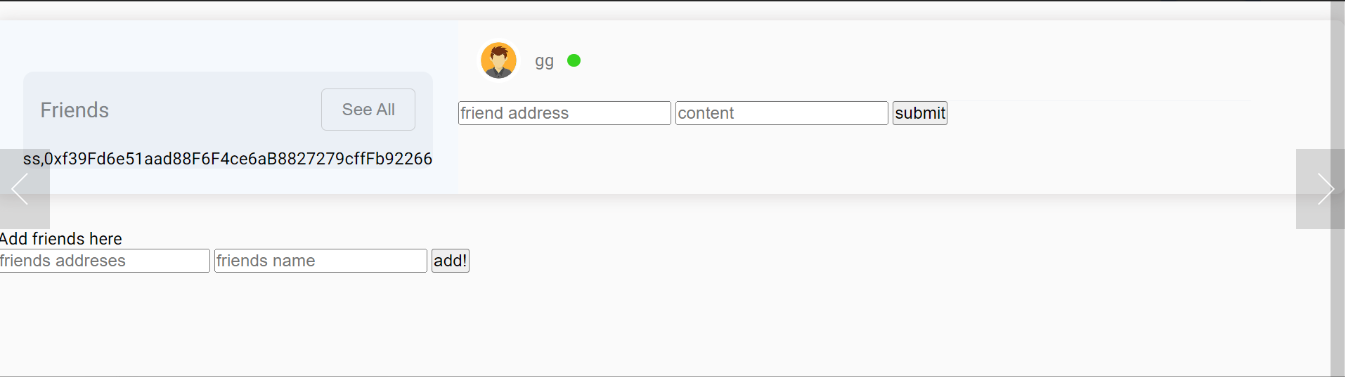 gg
Friends See All
friend address content submit
ss,0xf39Fd6e51aad88F6F4ce6aB8827279cffFb92266
Add friends here
friends addreses friends name add!